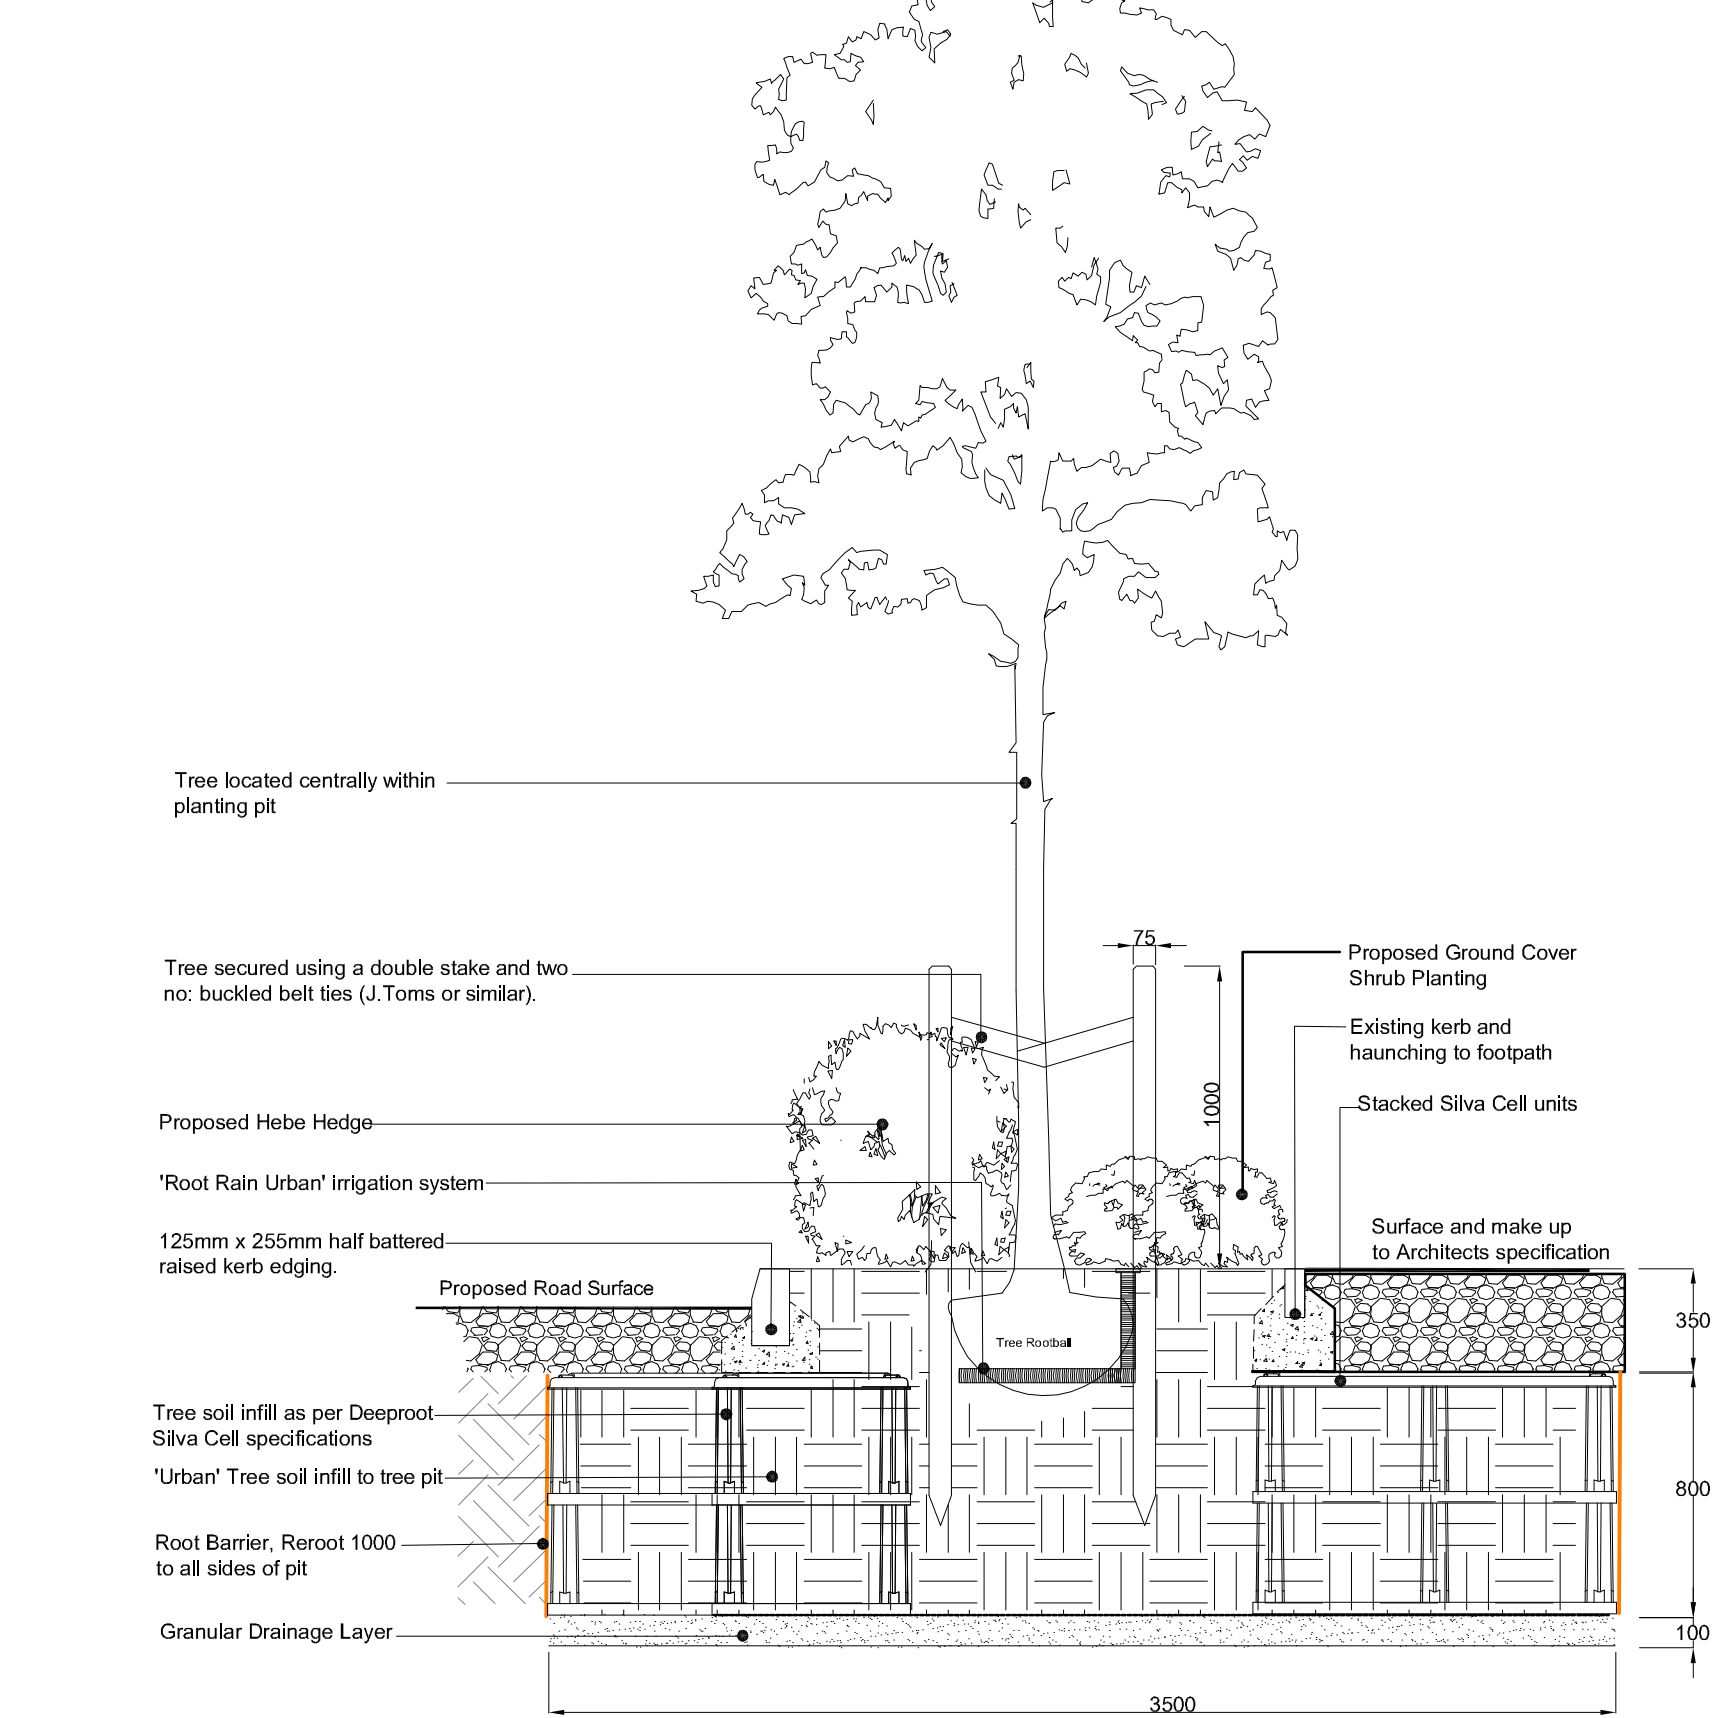 Tree located centrally within
planting pit
75
Tree secured using a double stake and two
no: buckled belt ties (J.Toms or similar).
Proposed Ground Cover
Shrub Planting
Existing kerb and
haunching to footpath
1000
Stacked Silva Cell units
Proposed Hebe Hedge
'Root Rain Urban' irrigation system
125mm x 255mm half battered
raised kerb edging.
Surface and make up
to Architects specification
Proposed Road Surface
350
Tree Rootball
Tree soil infill as per Deeproot
Silva Cell specifications
'Urban' Tree soil infill to tree pit
800
Root Barrier, Reroot 1000
to all sides of pit
Granular Drainage Layer
100
3500